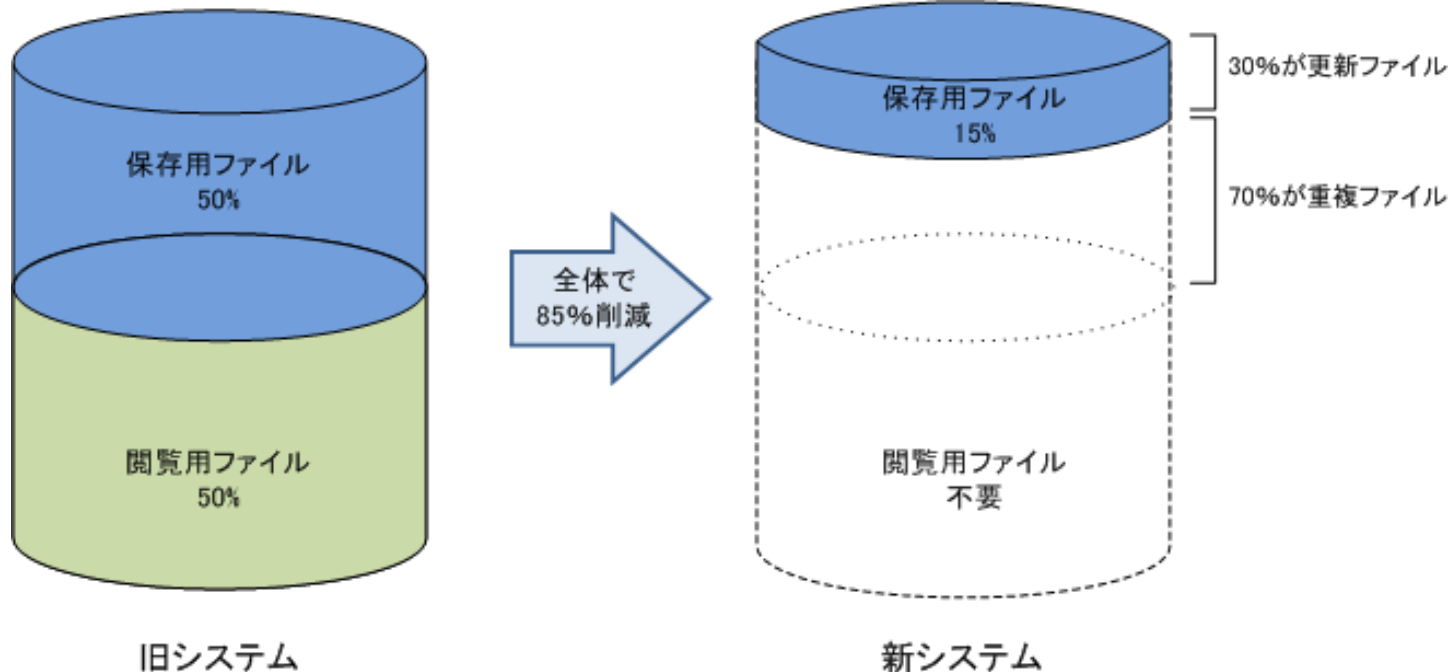 保存用ファイル
50%
閲覧用ファイル
50%
旧システム
全体で
85%削減
保存用ファイル
15%
30%が更新ファイル
70%が重複ファイル
閲覧用ファイル
不要
新システム